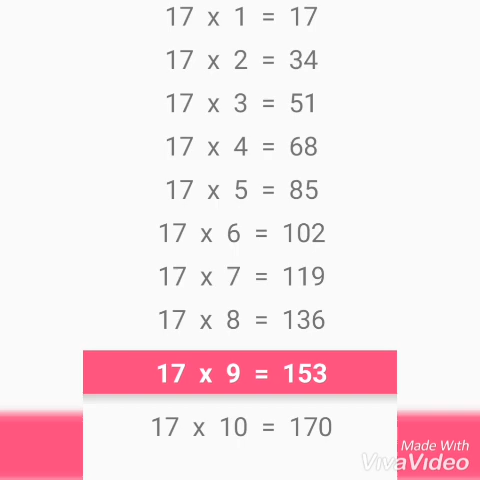 17 x 1 = 17
17 x 2 = 34
17 x 3 = 51
17 x 4 = 68
17 x 5 = 85
17 x 6 = 102
17 x 7 = 119
17 x 8 = 136
17 x 9 = 153
17 x 10 = 170
Made With
VivaVideo